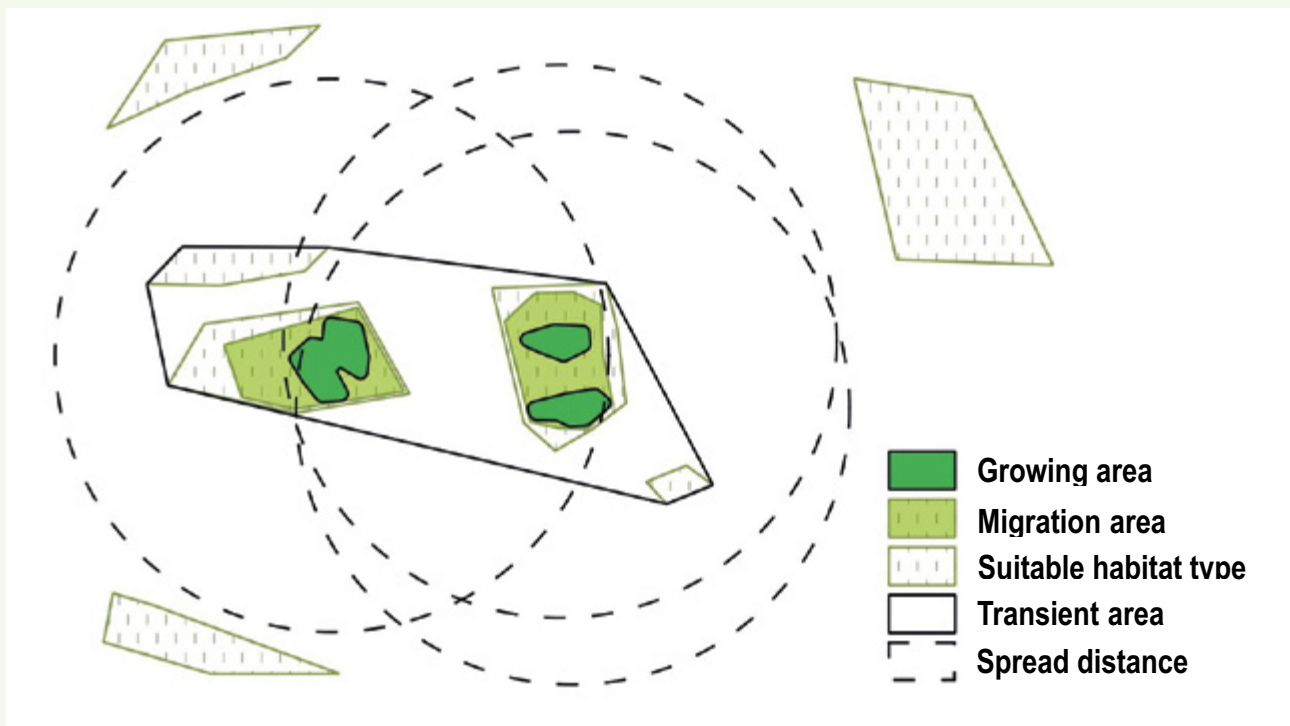 Growing area
Migration area
Suitable habitat type
Transient area
Spread distance